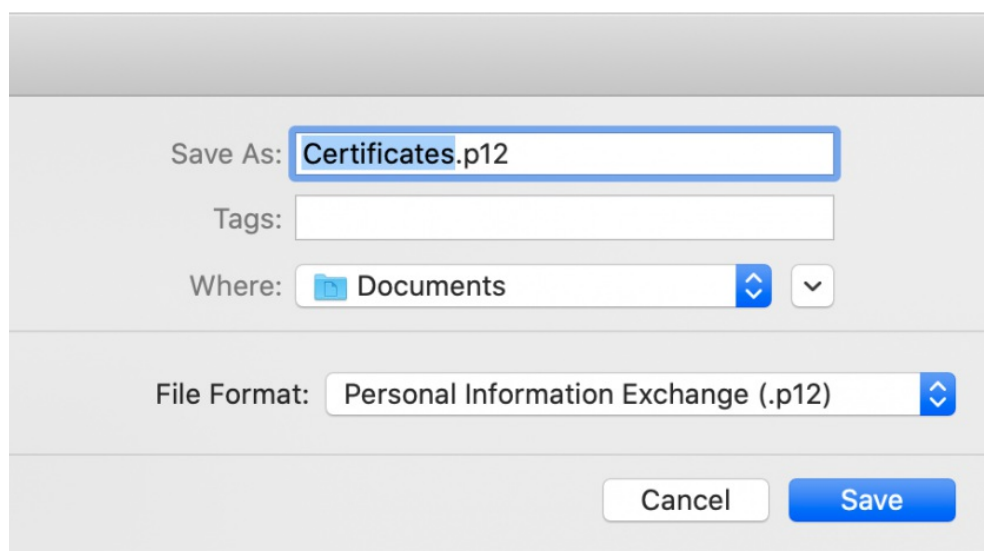 Save As: Certificates.p12
Tags:
Where: Documents
File Format: Personal Information Exchange (.p12)
Cancel Save